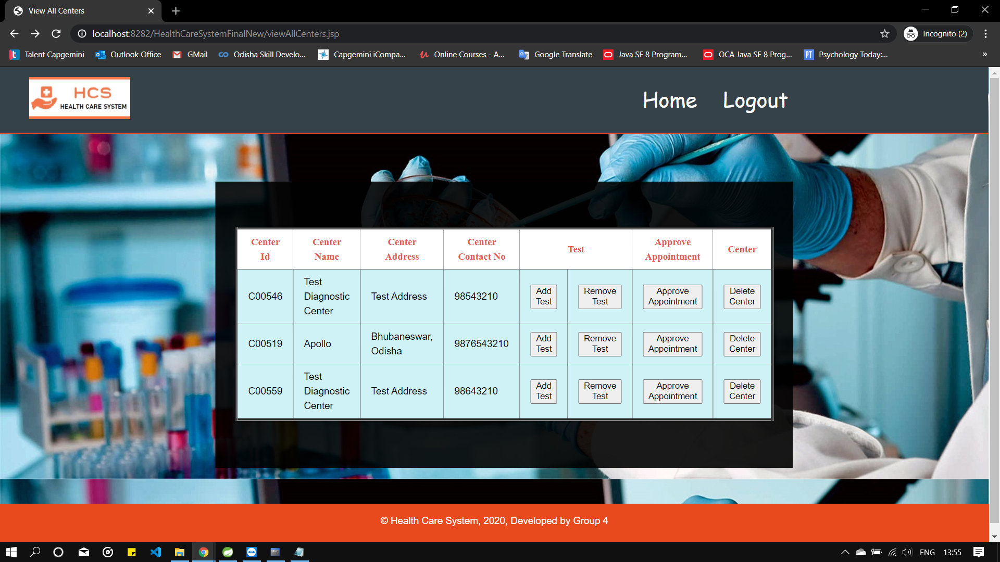 View All Centers
localhost:8282/HealthCareSystemFinalNew/viewAllCenters.jsp
Incognito (2)
Talent Capgemini
Outlook Office
GMail
Odisha Skill Develo...
Capgemini iCompa...
Online Courses - A...
Google Translate
Java SE 8 Program...
OCA Java SE 8 Prog...
PT
Psychology Today:...
»
HCS
HEALTH CARE SYSTEM
Home
Logout
Center
Id
Center
Name
Center
Address
Center
Contact No
Test
Approve
Appointment
Center
C00546
Test
Diagnostic
Center
Test Address
98543210
Add
Test
Remove
Test
Approve
Appointment
Delete
Center
C00519
Apollo
Bhubaneswar,
Odisha
9876543210
Add
Test
Remove
Test
Approve
Appointment
Delete
Center
C00559
Test
Diagnostic
Center
Test Address
98643210
Add
Test
Remove
Test
Approve
Appointment
Delete
Center
© Health Care System, 2020, Developed by Group 4
ENG
13:55